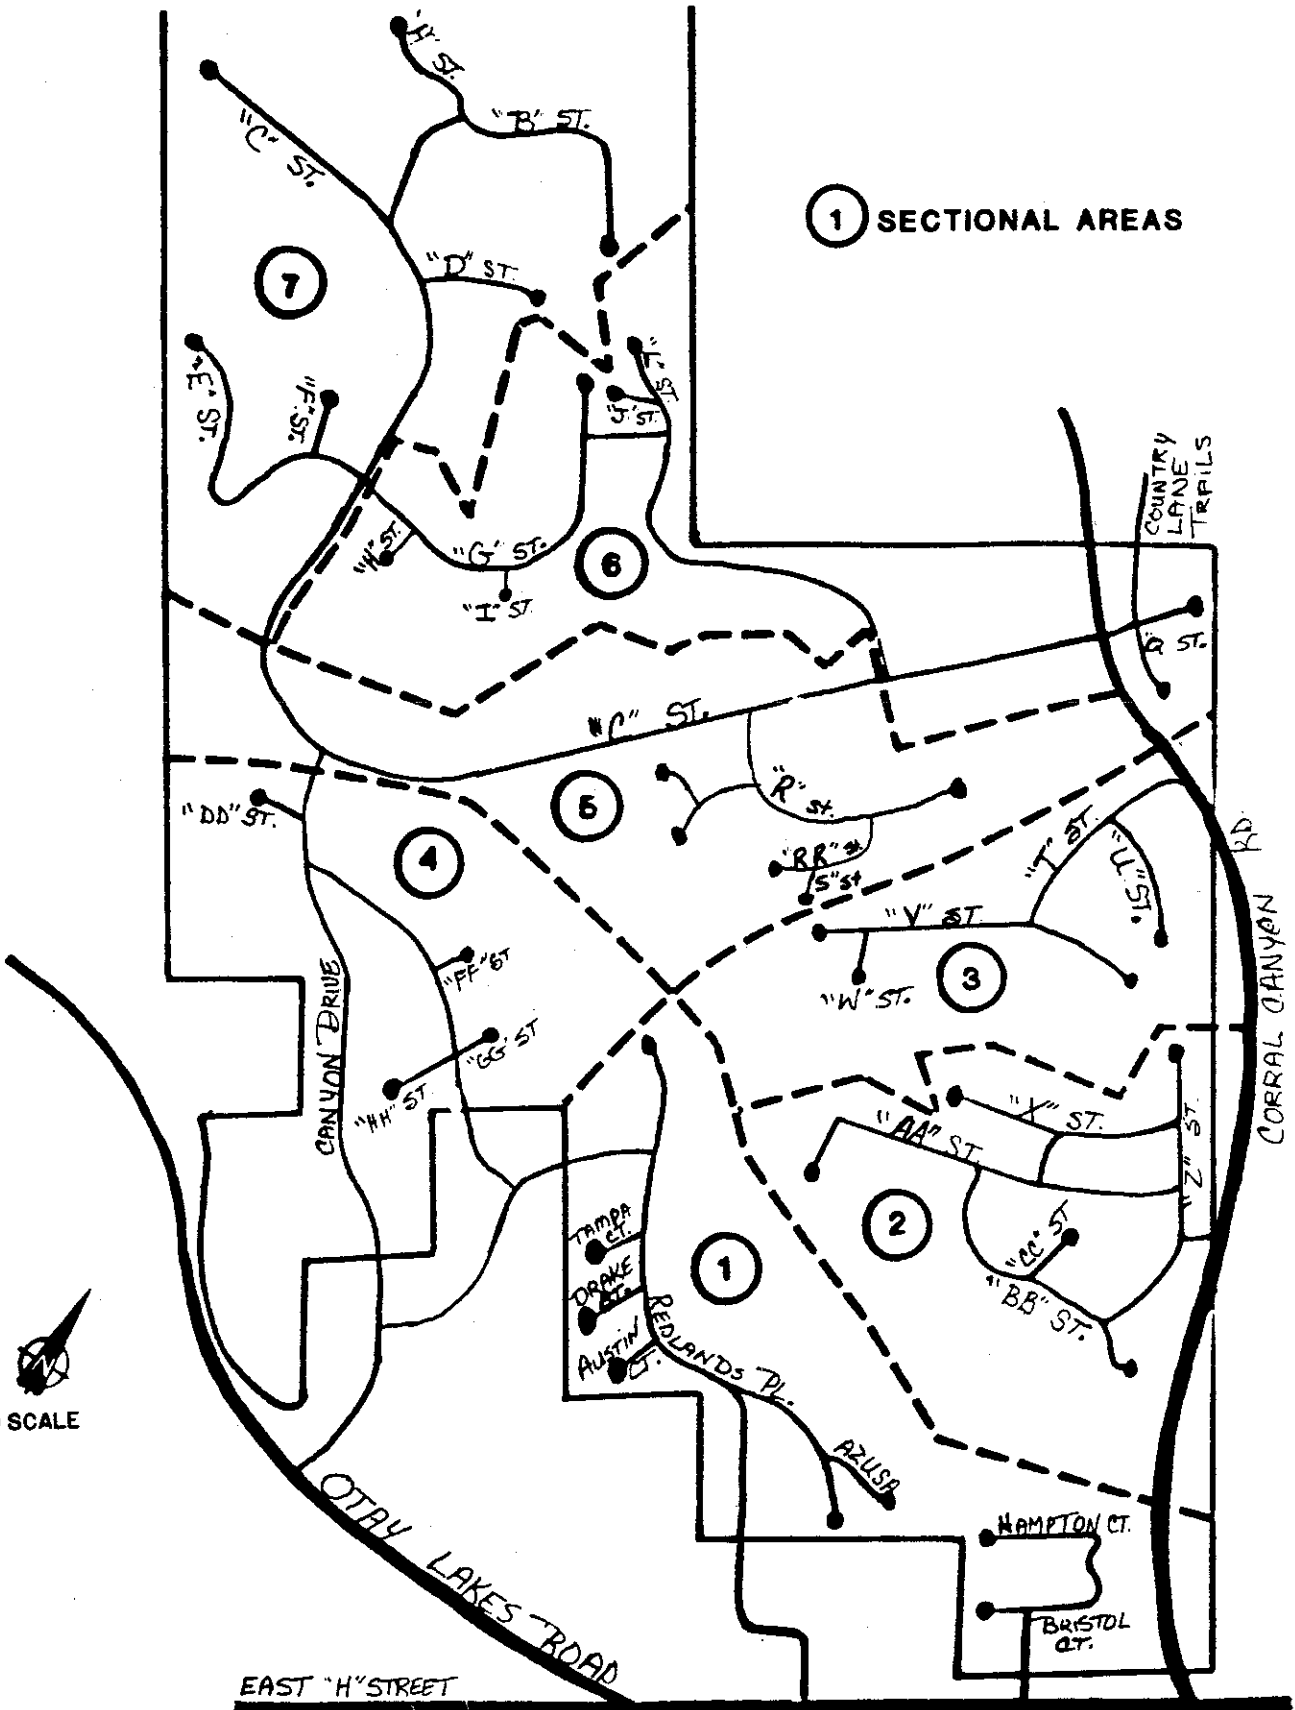 "H" ST.
"C" ST.
"B" ST.
1 SECTIONAL AREAS
7
"D" ST.
"E" ST.
"F" ST.
"J" ST.
ST.
COUNTRY
LANE
TRAILS
"H" ST.
"G" ST.
6
"I" ST.
"Q ST.
"C" ST.
5
"R" St.
"DD" ST.
4
"RR" St.
"S" St
"T" ST.
"U" ST.
"V" ST.
3
"W" ST.
CORRAL CANYON RD.
"FF" ST
"GG" ST
"HH" ST.
CANYON DRIVE
"X" ST.
"AA" ST.
"Z" ST.
2
"CC" ST
"BB" ST.
TAMPA
CT.
DRAKE
CT.
AUSTIN
CT.
1
REDLANDS PL.
AZUSA
N
SCALE
OTAY LAKES ROAD
HAMPTON CT.
BRISTOL
CT.
EAST "H" STREET